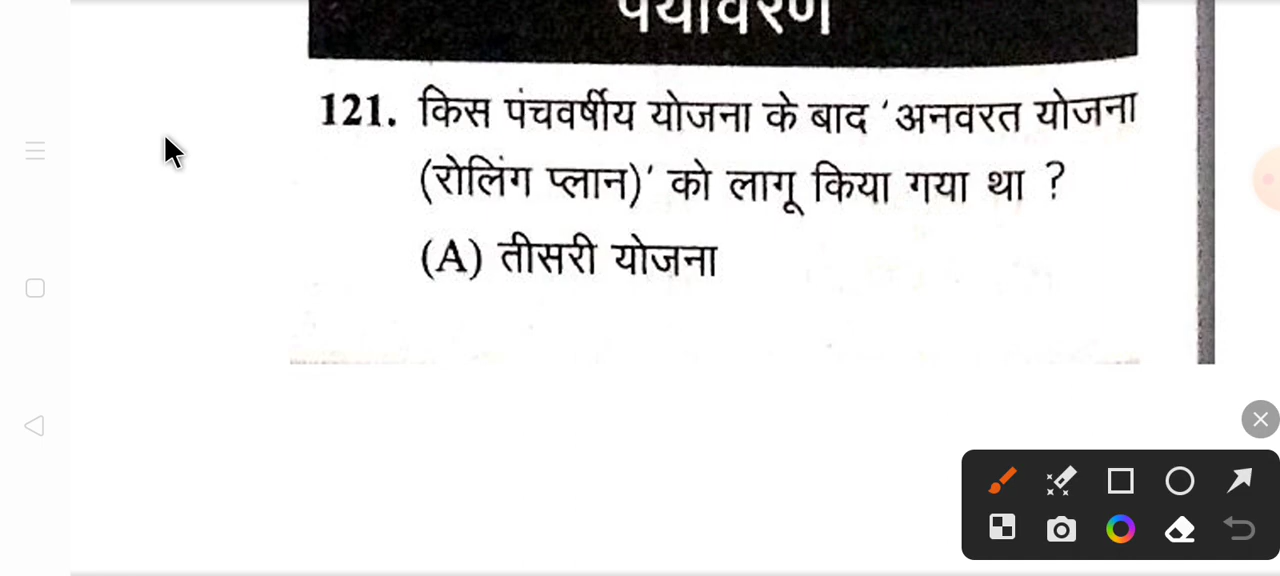 पर्यावरण
121. किस पंचवर्षीय योजना के बाद ‘अनवरत योजना
(रोलिंग प्लान)’ को लागू किया गया था ?
(A) तीसरी योजना